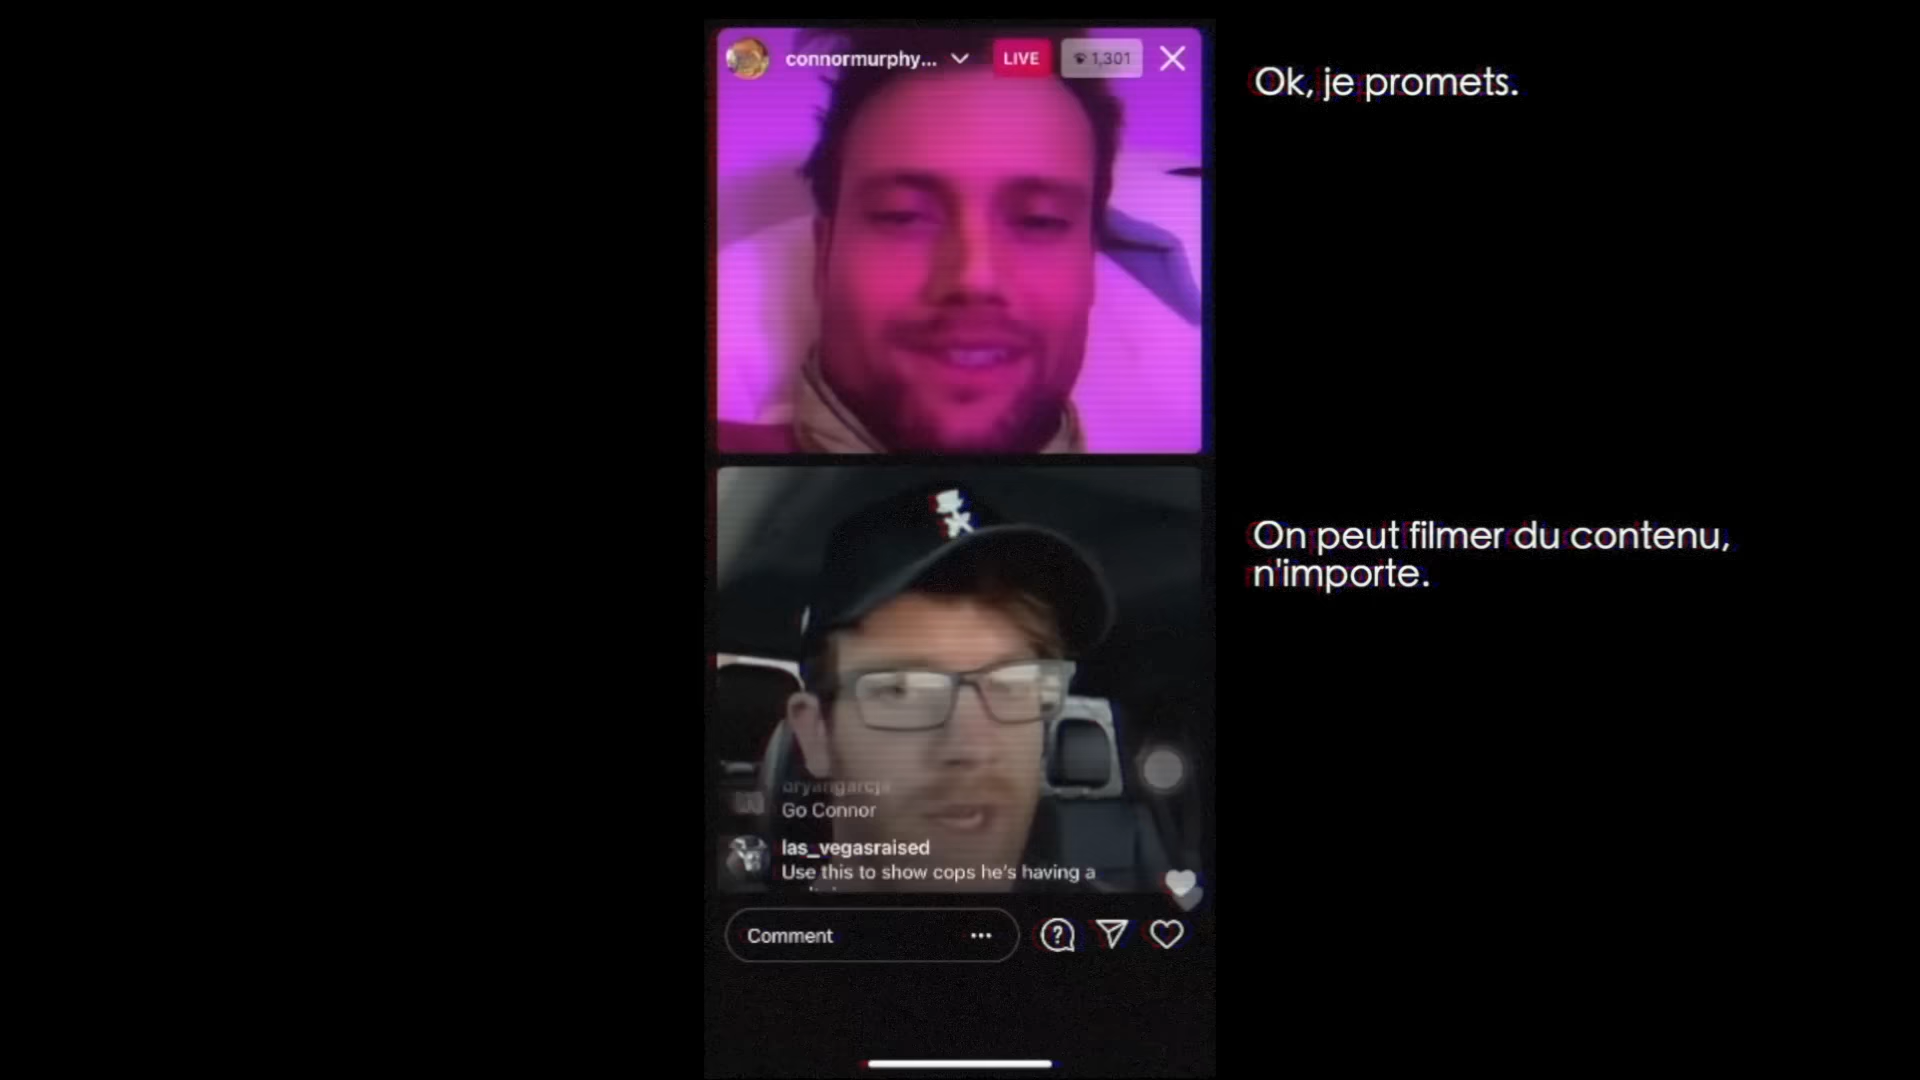 connormurphy...
LIVE
1,301
Ok, je promets.
On peut filmer du contenu,
n'importe.
Go Connor
las_vegasraised
Use this to show cops he's having a
Comment